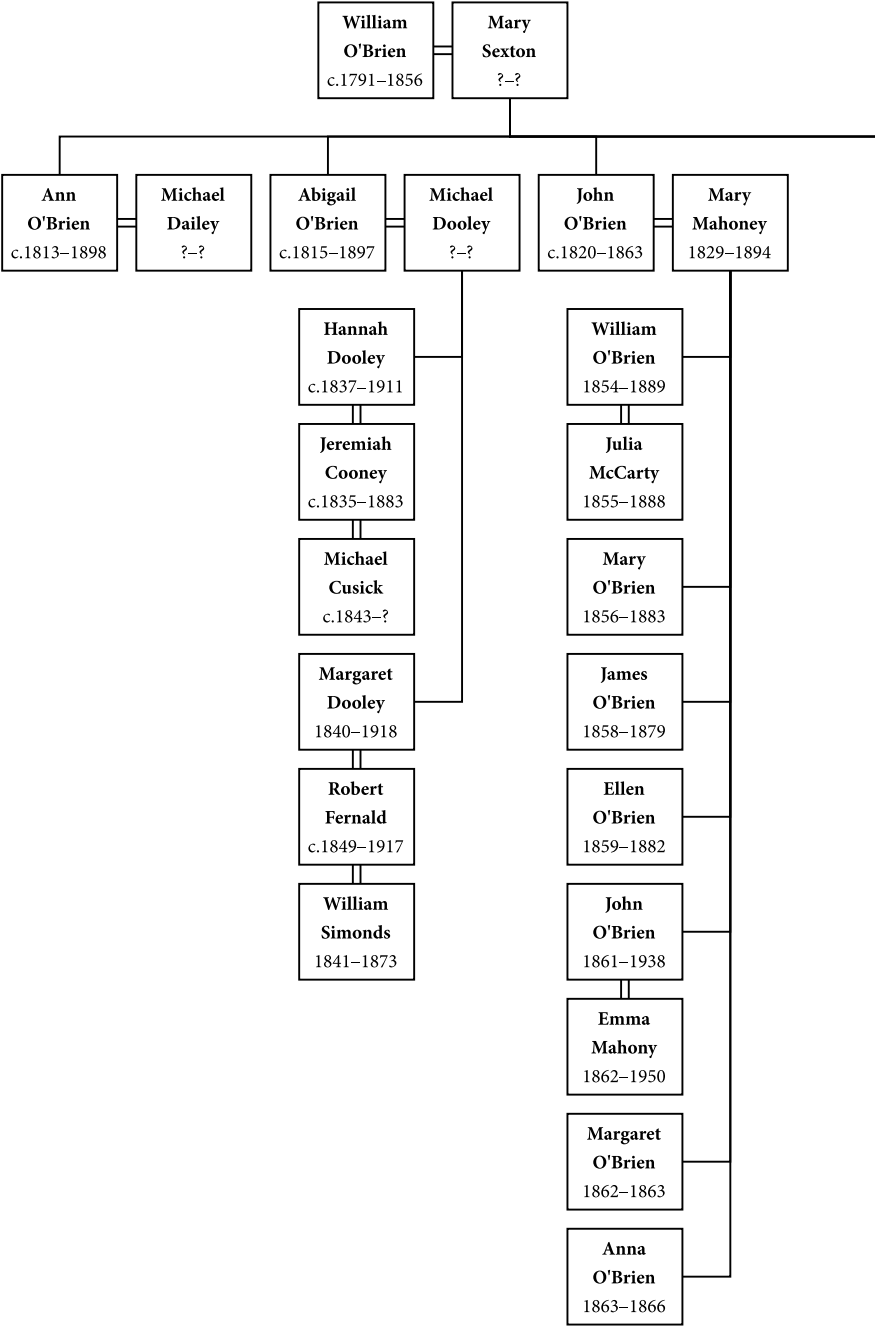 William
O'Brien
c.1791–1856
Mary
Sexton
?–?
Ann
O'Brien
c.1813–1898
Michael
Dailey
?–?
Abigail
O'Brien
c.1815–1897
Michael
Dooley
?–?
John
O'Brien
c.1820–1863
Mary
Mahoney
1829–1894
Hannah
Dooley
c.1837–1911
Jeremiah
Cooney
c.1835–1883
Michael
Cusick
c.1843–?
Margaret
Dooley
1840–1918
Robert
Fernald
c.1849–1917
William
Simonds
1841–1873
William
O'Brien
1854–1889
Julia
McCarty
1855–1888
Mary
O'Brien
1856–1883
James
O'Brien
1858–1879
Ellen
O'Brien
1859–1882
John
O'Brien
1861–1938
Emma
Mahony
1862–1950
Margaret
O'Brien
1862–1863
Anna
O'Brien
1863–1866